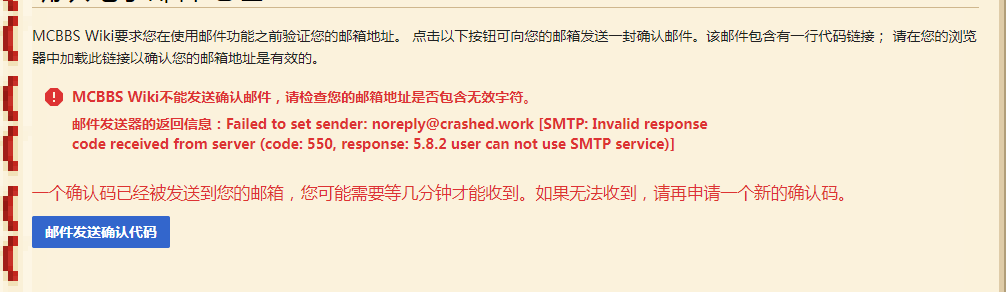 MCBBS Wiki要求您在使用邮件功能之前验证您的邮箱地址。 点击以下按钮可向您的邮箱发送一封确认邮件。该邮件包含有一行代码链接； 请在您的浏览
器中加载此链接以确认您的邮箱地址是有效的。
MCBBS Wiki不能发送确认邮件，请检查您的邮箱地址是否包含无效字符。
邮件发送器的返回信息：Failed to set sender: noreply@crashed.work [SMTP: Invalid response
code received from server (code: 550, response: 5.8.2 user can not use SMTP service)]
一个确认码已经被发送到您的邮箱，您可能需要等几分钟才能收到。如果无法收到，请再申请一个新的确认码。
邮件发送确认代码